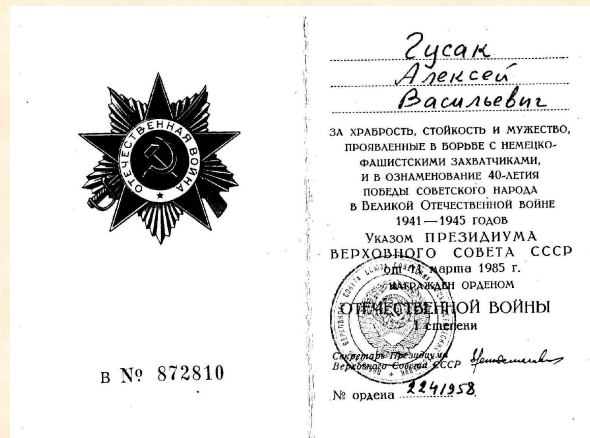 ОТЕЧЕСТВЕННАЯ ВОЙНА
В № 872810
Гусак
Алексей
Васильевич
ЗА ХРАБРОСТЬ, СТОЙКОСТЬ И МУЖЕСТВО,
ПРОЯВЛЕННЫЕ В БОРЬБЕ С НЕМЕЦКО-
ФАШИСТСКИМИ ЗАХВАТЧИКАМИ,
И В ОЗНАМЕНОВАНИЕ 40-ЛЕТИЯ
ПОБЕДЫ СОВЕТСКОГО НАРОДА
В ВЕЛИКОЙ ОТЕЧЕСТВЕННОЙ ВОЙНЕ
1941—1945 ГОДОВ
УКАЗОМ ПРЕЗИДИУМА
ВЕРХОВНОГО СОВЕТА СССР
от 11 марта 1985 г.
НАГРАЖДЕН ОРДЕНОМ
ОТЕЧЕСТВЕННОЙ ВОЙНЫ
I степени
Секретарь Президиума
Верховного Совета СССР
№ ордена 2241958